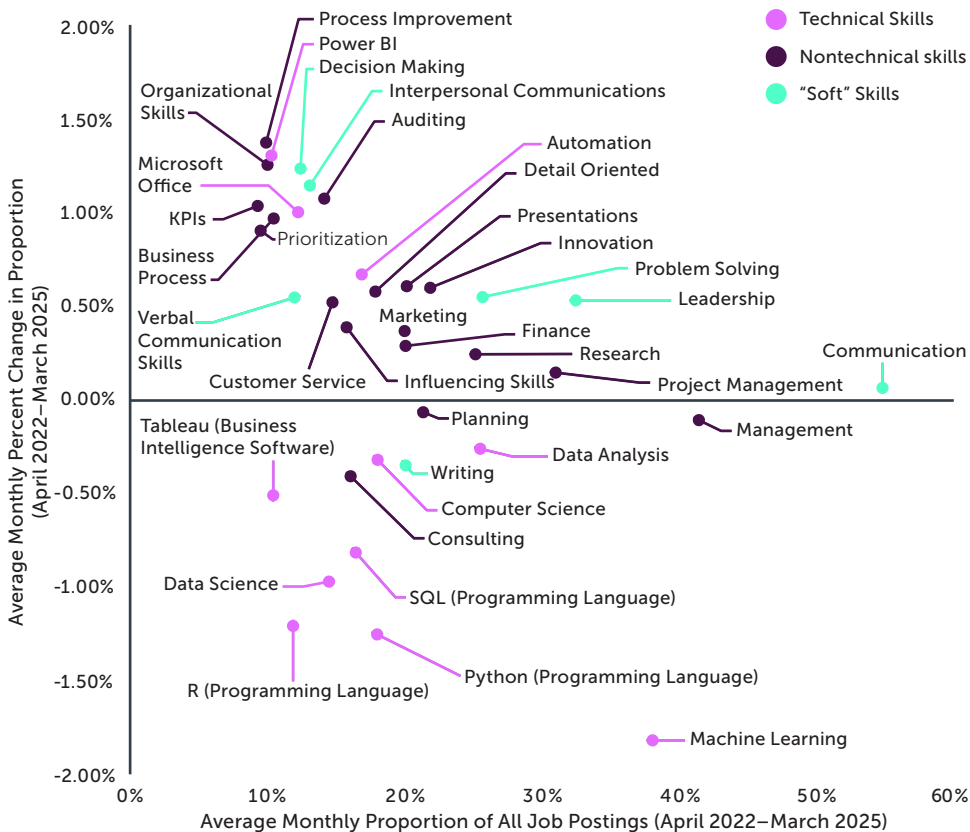 Technical Skills
Nontechnical skills
“Soft” Skills
Average Monthly Percent Change in Proportion
(April 2022–March 2025)
2.00%
1.50%
1.00%
0.50%
0.00%
-0.50%
-1.00%
-1.50%
-2.00%
Process Improvement
Power BI
Decision Making
Organizational
Skills
Interpersonal Communications
Auditing
Microsoft
Office
Automation
Detail Oriented
KPIs
Presentations
Prioritization
Innovation
Business
Process
Problem Solving
Leadership
Verbal
Communication
Skills
Marketing
Finance
Research
Communication
Customer Service
Influencing Skills
Project Management
Planning
Management
Tableau (Business
Intelligence Software)
Data Analysis
Writing
Computer Science
Consulting
Data Science
SQL (Programming Language)
R (Programming Language)
Python (Programming Language)
Machine Learning
0%
10%
20%
30%
40%
50%
60%
Average Monthly Proportion of All Job Postings (April 2022–March 2025)